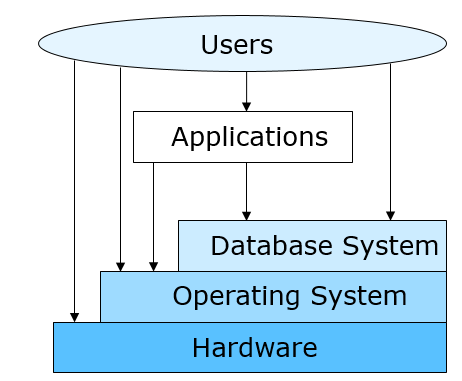 Users
Applications
Database System
Operating System
Hardware